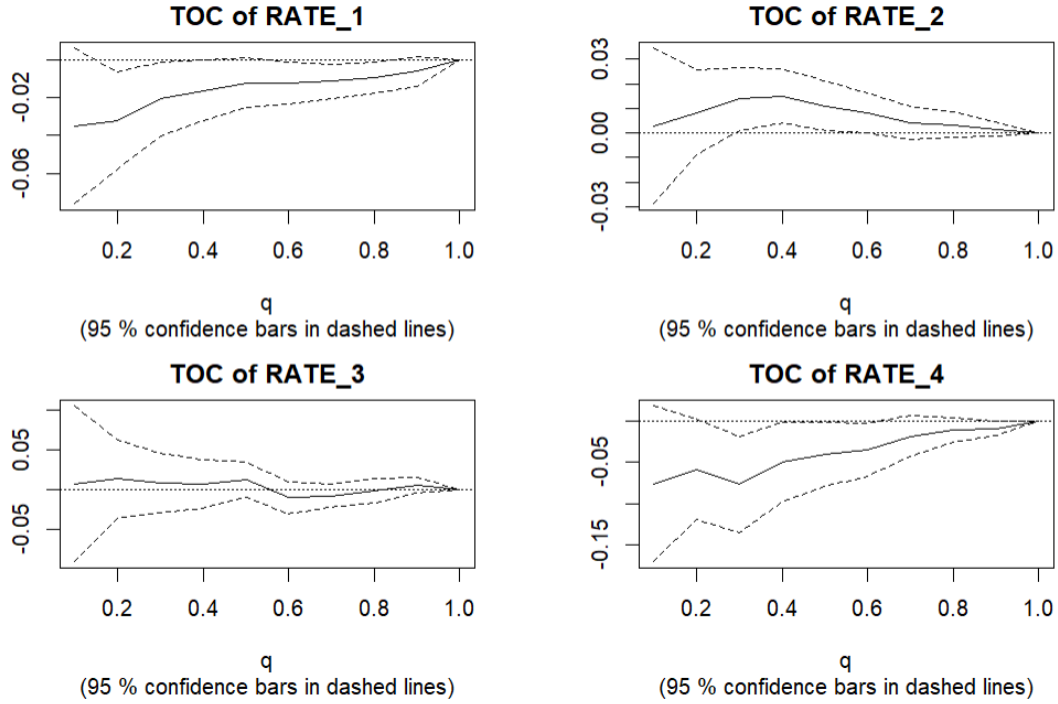 TOC of RATE_1
-0.02
-0.06
0.2 0.4 0.6 0.8 1.0
q
(95 % confidence bars in dashed lines)
TOC of RATE_2
0.03
0.00
-0.03
0.2 0.4 0.6 0.8 1.0
q
(95 % confidence bars in dashed lines)
TOC of RATE_3
0.05
-0.05
0.2 0.4 0.6 0.8 1.0
q
(95 % confidence bars in dashed lines)
TOC of RATE_4
-0.05
-0.15
0.2 0.4 0.6 0.8 1.0
q
(95 % confidence bars in dashed lines)